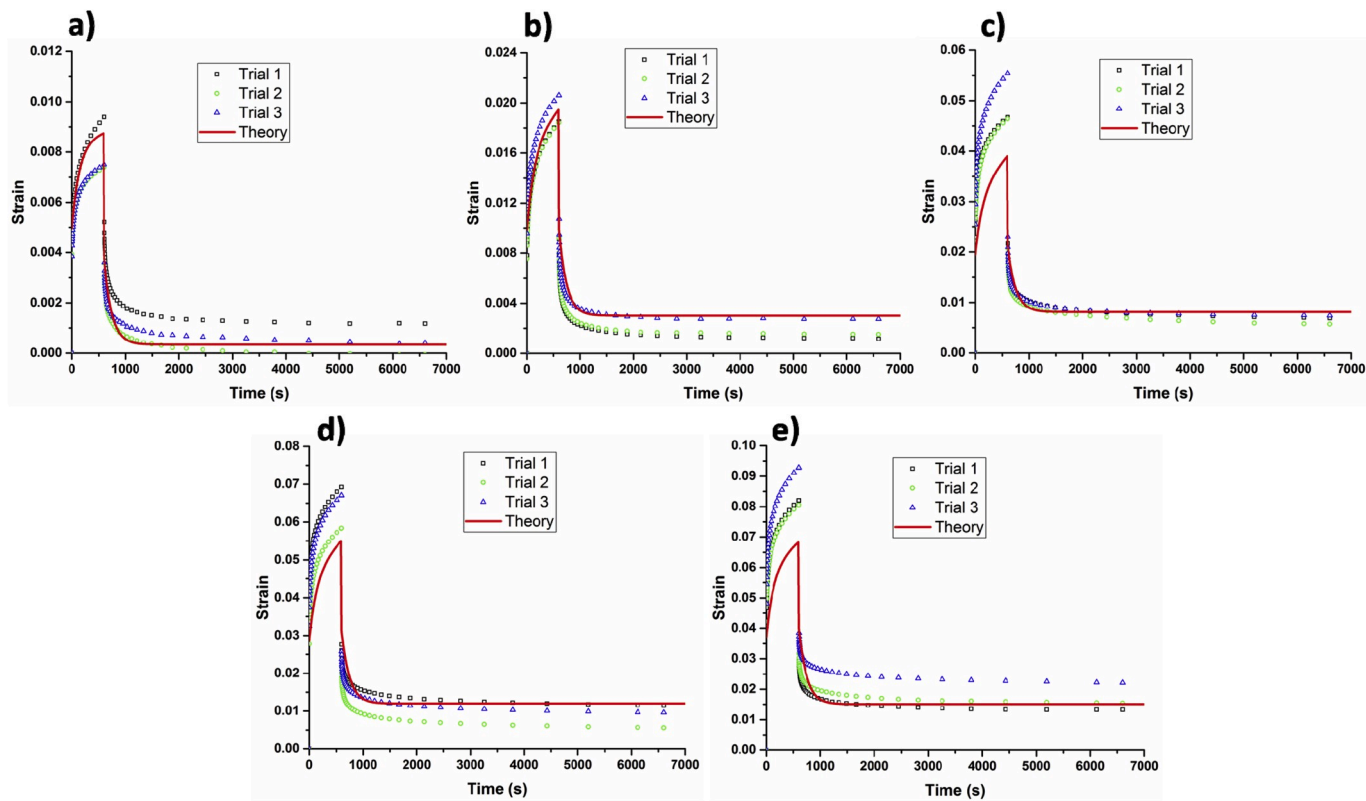 a)
0.012
0.010
0.008
0.006
0.004
0.002
0.000
Strain
0 1000 2000 3000 4000 5000 6000 7000
Time (s)
Trial 1
Trial 2
Trial 3
Theory
b)
0.024
0.020
0.016
0.012
0.008
0.004
0.000
Strain
0 1000 2000 3000 4000 5000 6000 7000
Time (s)
Trial 1
Trial 2
Trial 3
Theory
c)
0.06
0.05
0.04
0.03
0.02
0.01
0.00
Strain
0 1000 2000 3000 4000 5000 6000 7000
Time (s)
Trial 1
Trial 2
Trial 3
Theory
d)
0.08
0.07
0.06
0.05
0.04
0.03
0.02
0.01
0.00
Strain
0 1000 2000 3000 4000 5000 6000 7000
Time (s)
Trial 1
Trial 2
Trial 3
Theory
e)
0.10
0.09
0.08
0.07
0.06
0.05
0.04
0.03
0.02
0.01
0.00
Strain
0 1000 2000 3000 4000 5000 6000 7000
Time (s)
Trial 1
Trial 2
Trial 3
Theory